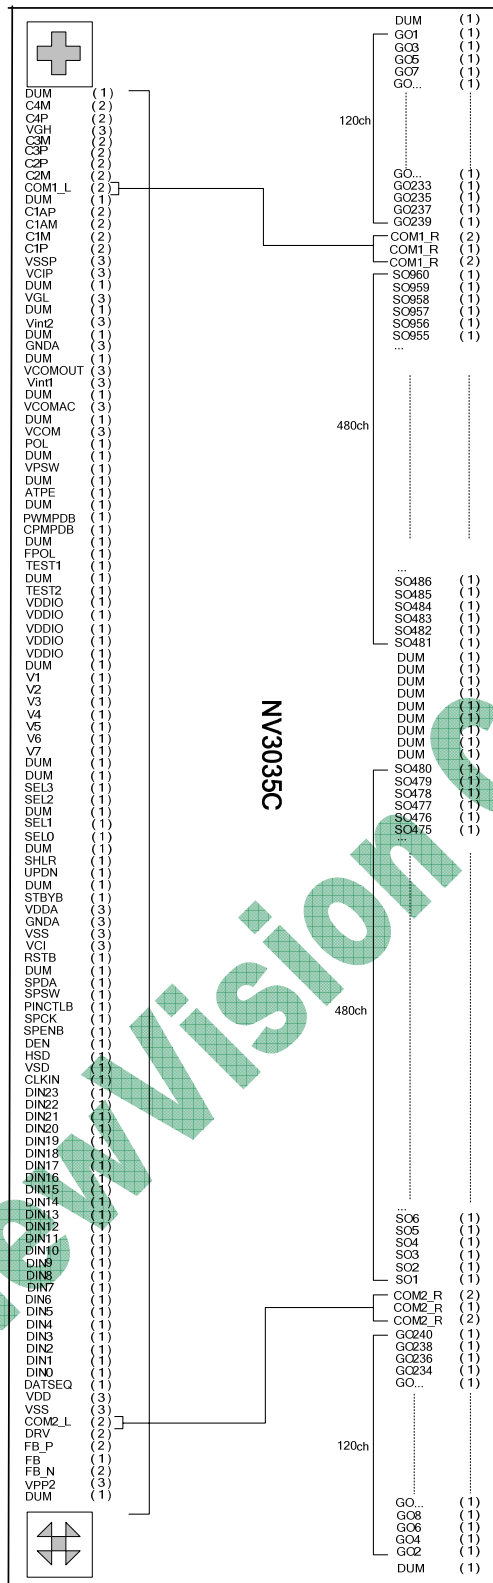 DUM (1)
C4M (2)
C4P (2)
VGH (3)
C3M (2)
C3P (2)
C2P (2)
C2M (2)
COM1_L (2)
DUM (1)
C1AP (2)
C1AM (2)
C1M (2)
C1P (2)
VSSP (3)
VCIP (3)
DUM (1)
VGL (3)
DUM (1)
Vint2 (3)
DUM (1)
GNDA (3)
DUM (1)
VCOMOUT (3)
Vint1 (3)
DUM (1)
VCOMAC (3)
DUM (1)
VCOM (3)
POL (1)
DUM (1)
VPSW (1)
DUM (1)
ATPE (1)
DUM (1)
PWMPDB (1)
CPMPDB (1)
DUM (1)
FPOL (1)
TEST1 (1)
DUM (1)
TEST2 (1)
VDDIO (1)
VDDIO (1)
VDDIO (1)
VDDIO (1)
VDDIO (1)
DUM (1)
V1 (1)
V2 (1)
V3 (1)
V4 (1)
V5 (1)
V6 (1)
V7 (1)
DUM (1)
DUM (1)
SEL3 (1)
SEL2 (1)
DUM (1)
SEL1 (1)
SEL0 (1)
DUM (1)
SHLR (1)
UPDN (1)
DUM (1)
STBYB (1)
VDDA (3)
GNDA (3)
VSS (3)
VCI (3)
RSTB (1)
DUM (1)
SPDA (1)
SPSW (1)
PINCTLB (1)
SPCK (1)
SPENB (1)
DEN (1)
HSD (1)
VSD (1)
CLKIN (1)
DIN23 (1)
DIN22 (1)
DIN21 (1)
DIN20 (1)
DIN19 (1)
DIN18 (1)
DIN17 (1)
DIN16 (1)
DIN15 (1)
DIN14 (1)
DIN13 (1)
DIN12 (1)
DIN11 (1)
DIN10 (1)
DIN9 (1)
DIN8 (1)
DIN7 (1)
DIN6 (1)
DIN5 (1)
DIN4 (1)
DIN3 (1)
DIN2 (1)
DIN1 (1)
DIN0 (1)
DATSEQ (1)
VDD (3)
VSS (3)
COM2_L (2)
DRV (2)
FB_P (2)
FB (1)
FB_N (2)
VPP2 (3)
DUM (1)
NV3035C
DUM (1)
GO1 (1)
GO3 (1)
GO5 (1)
GO7 (1)
GO... (1)
120ch
GO... (1)
GO233 (1)
GO235 (1)
GO237 (1)
GO239 (1)
COM1_R (2)
COM1_R (1)
COM1_R (2)
SO960 (1)
SO959 (1)
SO958 (1)
SO957 (1)
SO956 (1)
SO955 (1)
...
480ch
...
SO486 (1)
SO485 (1)
SO484 (1)
SO483 (1)
SO482 (1)
SO481 (1)
DUM (1)
DUM (1)
DUM (1)
DUM (1)
DUM (1)
DUM (1)
DUM (1)
DUM (1)
DUM (1)
SO480 (1)
SO479 (1)
SO478 (1)
SO477 (1)
SO476 (1)
SO475 (1)
...
480ch
...
SO6 (1)
SO5 (1)
SO4 (1)
SO3 (1)
SO2 (1)
SO1 (1)
COM2_R (2)
COM2_R (1)
COM2_R (2)
GO240 (1)
GO238 (1)
GO236 (1)
GO234 (1)
GO... (1)
120ch
GO... (1)
GO8 (1)
GO6 (1)
GO4 (1)
GO2 (1)
DUM (1)